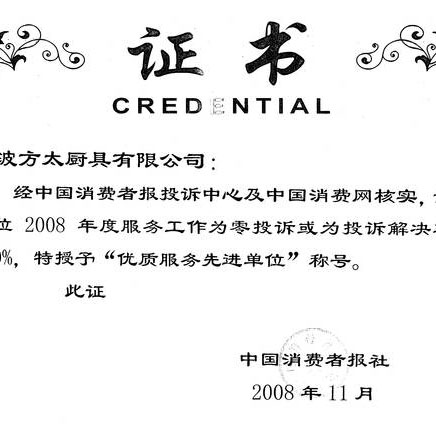 证书
CREDENTIAL
波方太厨具有限公司：
经中国消费者报投诉中心及中国消费网核实，
位 2008 年度服务工作为零投诉或为投诉解决
0%，特授予“优质服务先进单位”称号。
此证
中国消费者报社
2008 年 11 月